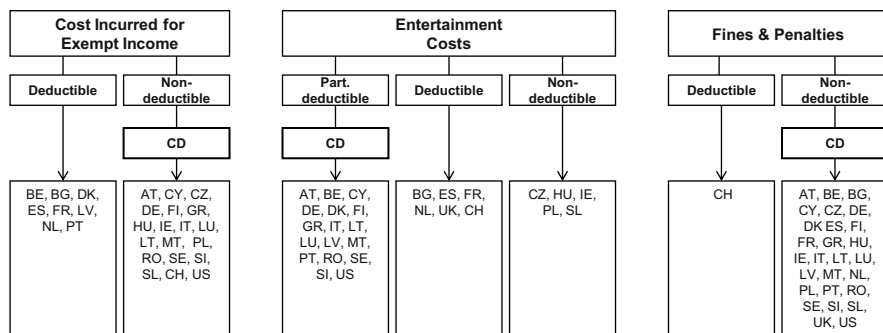 Cost Incurred for
Exempt Income
Deductible
Non-
deductible
CD
BE, BG, DK,
ES, FR, LV,
NL, PT
AT, CY, CZ,
DE, FI, GR,
HU, IE, IT, LU,
LT, MT, PL,
RO, SE, SI,
SL, CH, US
Entertainment
Costs
Part.
deductible
Deductible
Non-
deductible
CD
AT, BE, CY,
DE, DK, FI,
GR, IT, LT,
LU, LV, MT,
PT, RO, SE,
SI, US
BG, ES, FR,
NL, UK, CH
CZ, HU, IE,
PL, SL
Fines & Penalties
Deductible
Non-
deductible
CD
CH
AT, BE, BG,
CY, CZ, DE,
DK ES, FI,
FR, GR, HU,
IE, IT, LT, LU,
LV, MT, NL,
PL, PT, RO,
SE, SI, SL,
UK, US